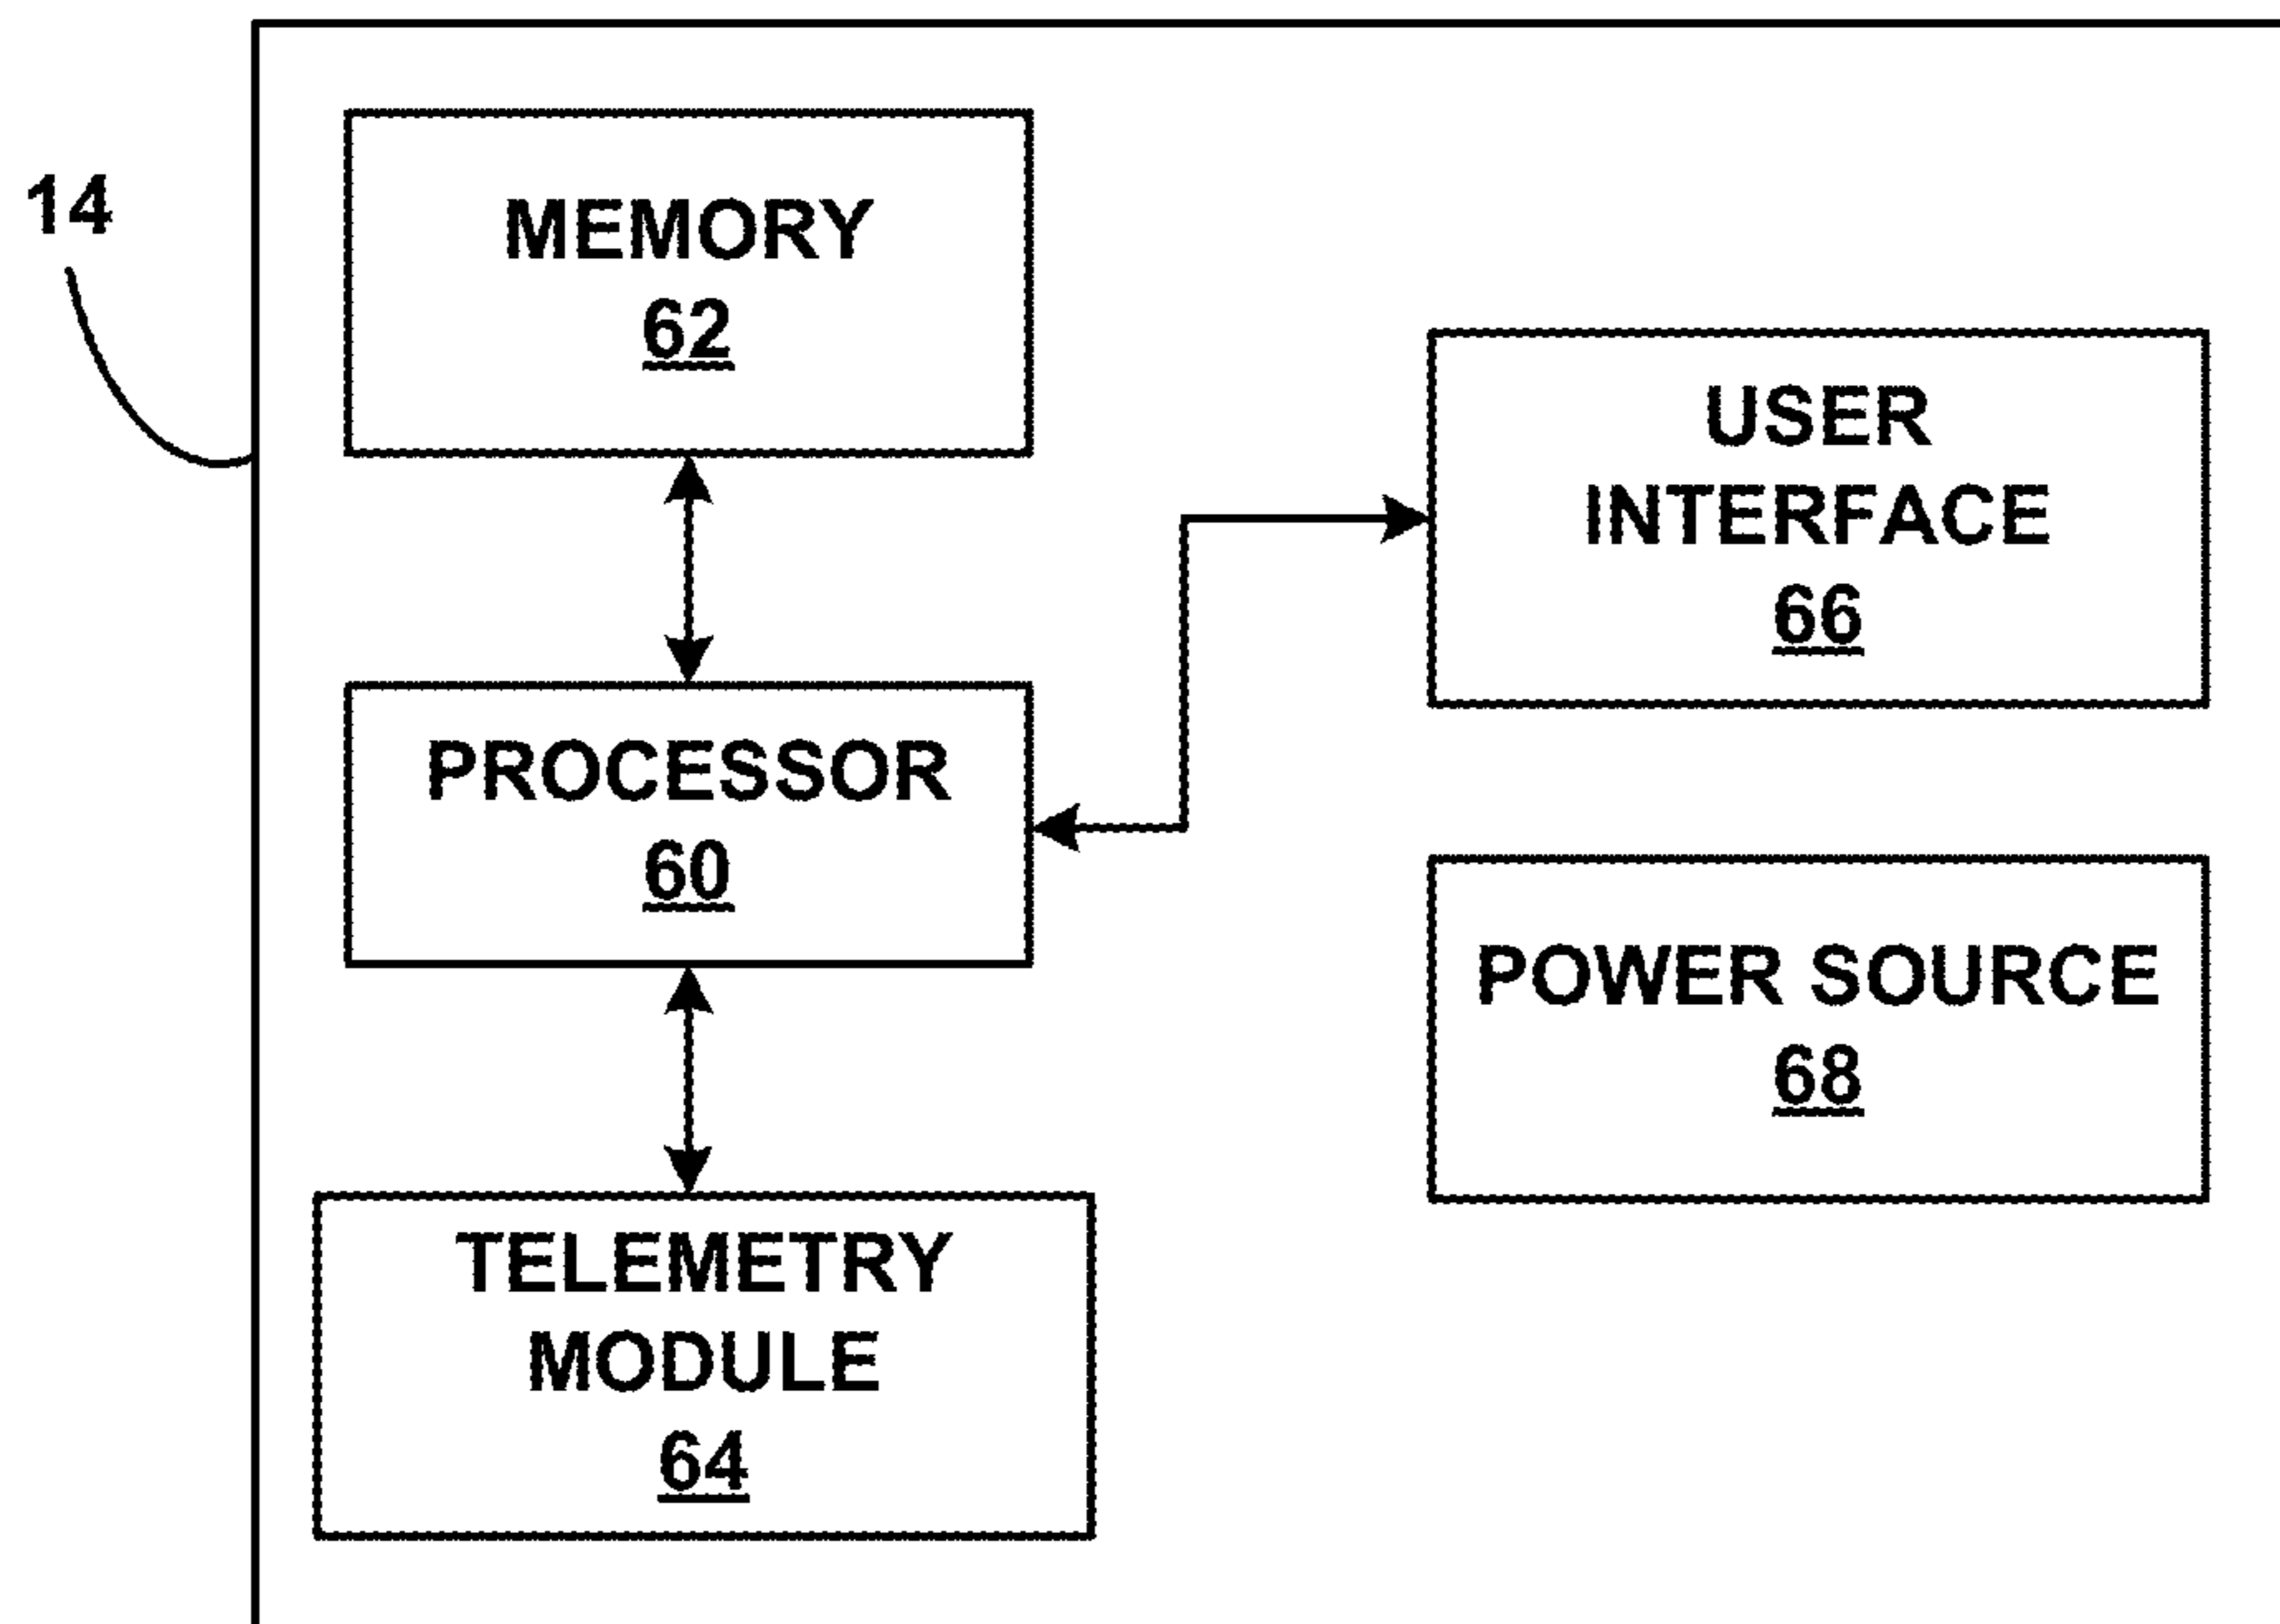 14
MEMORY
62
USER
INTERFACE
66
PROCESSOR
60
POWER SOURCE
68
TELEMETRY
MODULE
64